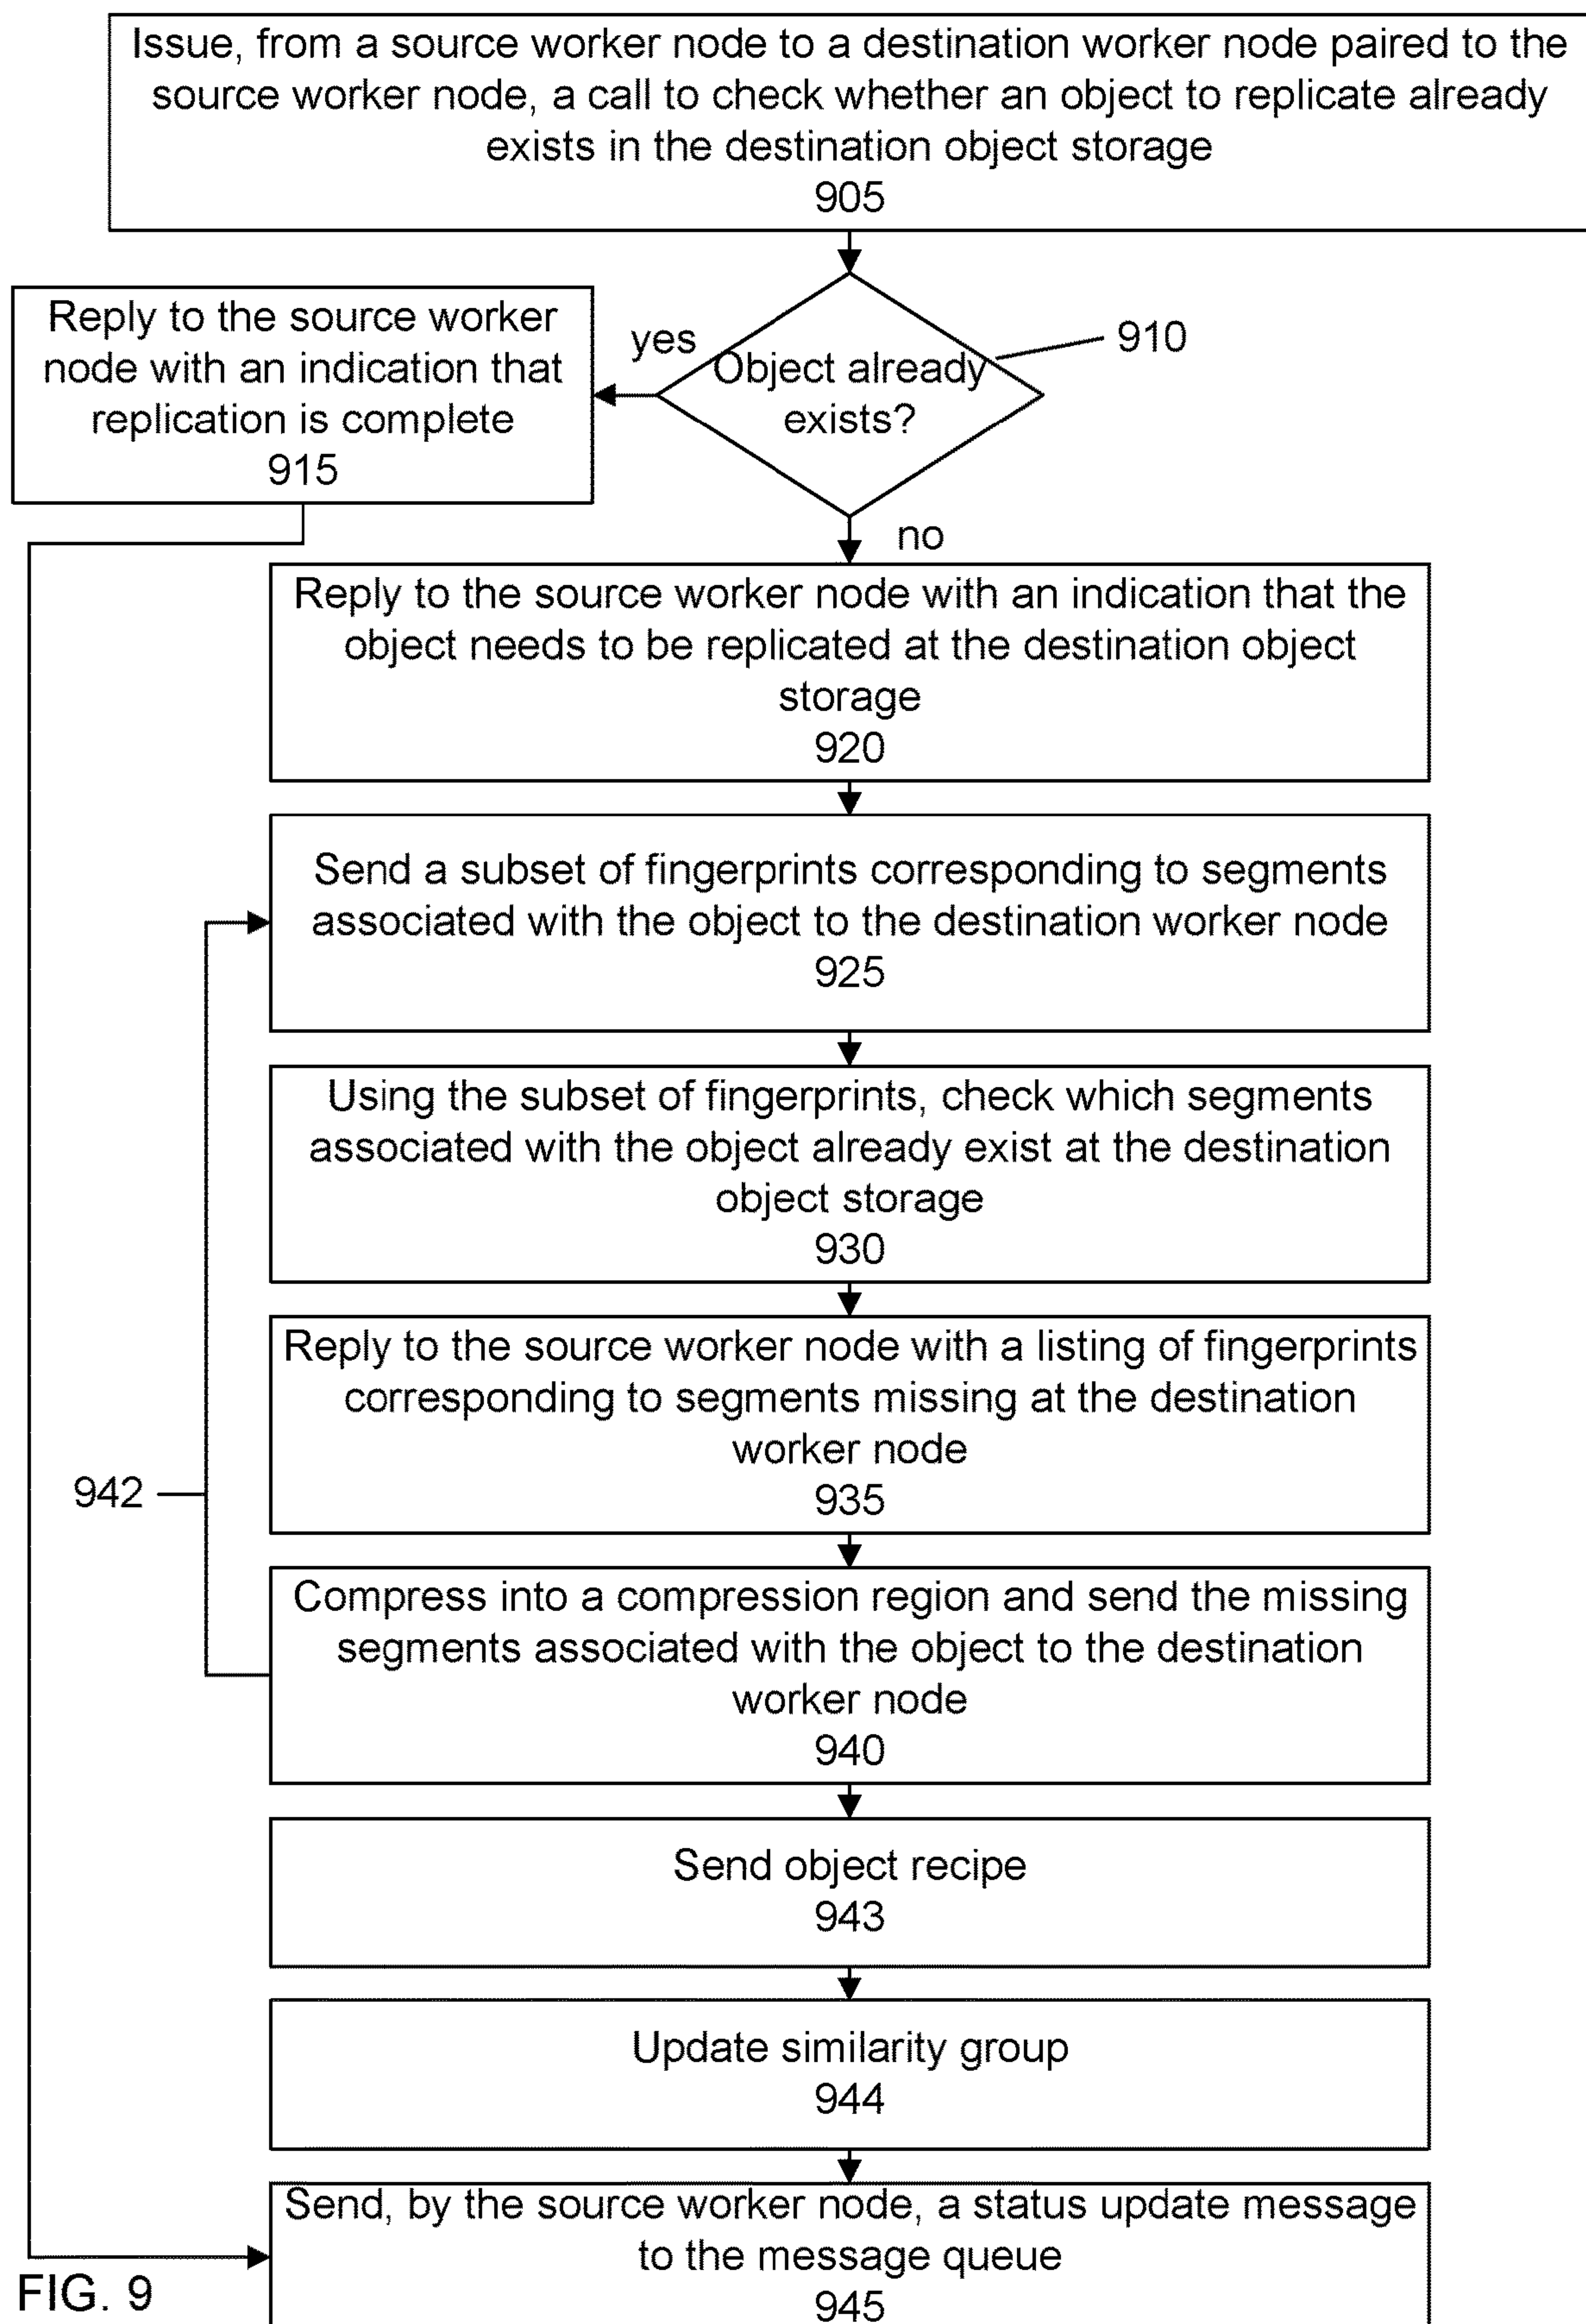 Issue, from a source worker node to a destination worker node paired to the
source worker node, a call to check whether an object to replicate already
exists in the destination object storage
905
Reply to the source worker
node with an indication that
replication is complete
915
yes
Object already
exists?
910
no
Reply to the source worker node with an indication that the
object needs to be replicated at the destination object
storage
920
Send a subset of fingerprints corresponding to segments
associated with the object to the destination worker node
925
Using the subset of fingerprints, check which segments
associated with the object already exist at the destination
object storage
930
Reply to the source worker node with a listing of fingerprints
corresponding to segments missing at the destination
worker node
935
942
Compress into a compression region and send the missing
segments associated with the object to the destination
worker node
940
Send object recipe
943
Update similarity group
944
Send, by the source worker node, a status update message
to the message queue
945
FIG. 9